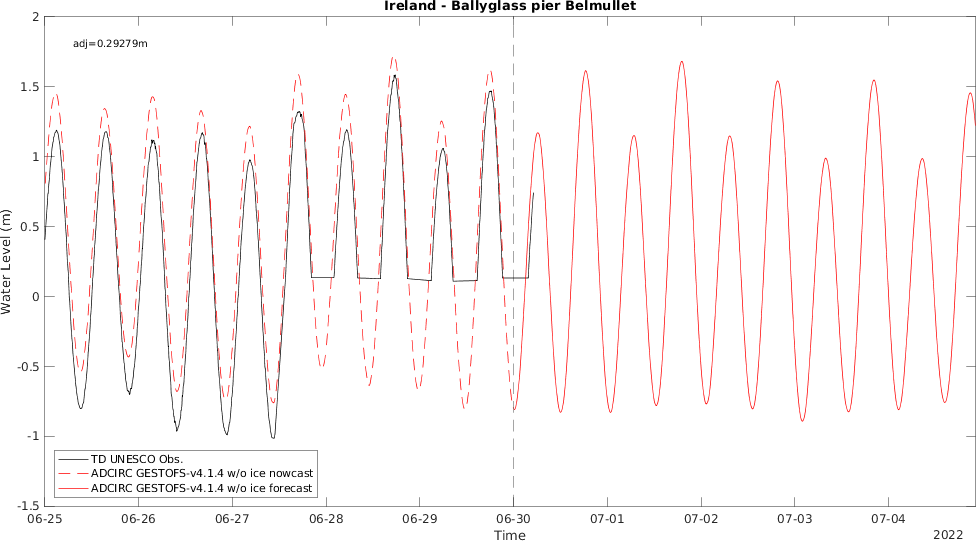 Ireland - Ballyglass pier Belmullet
adj=0.29279m
2
1.5
1
0.5
0
-0.5
-1
-1.5
Water Level (m)
TD UNESCO Obs.
ADCIRC GESTOFS-v4.1.4 w/o ice nowcast
ADCIRC GESTOFS-v4.1.4 w/o ice forecast
06-25 06-26 06-27 06-28 06-29 06-30 07-01 07-02 07-03 07-04
Time
2022